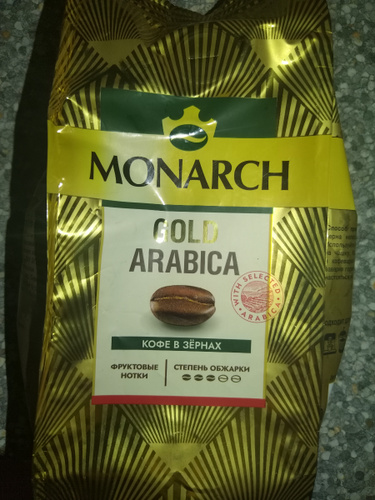 MONARCH
GOLD
ARABICA
WITH SELECTED
ARABICA
КОФЕ В ЗЁРНАХ
ФРУКТОВЫЕ
НОТКИ
СТЕПЕНЬ ОБЖАРКИ